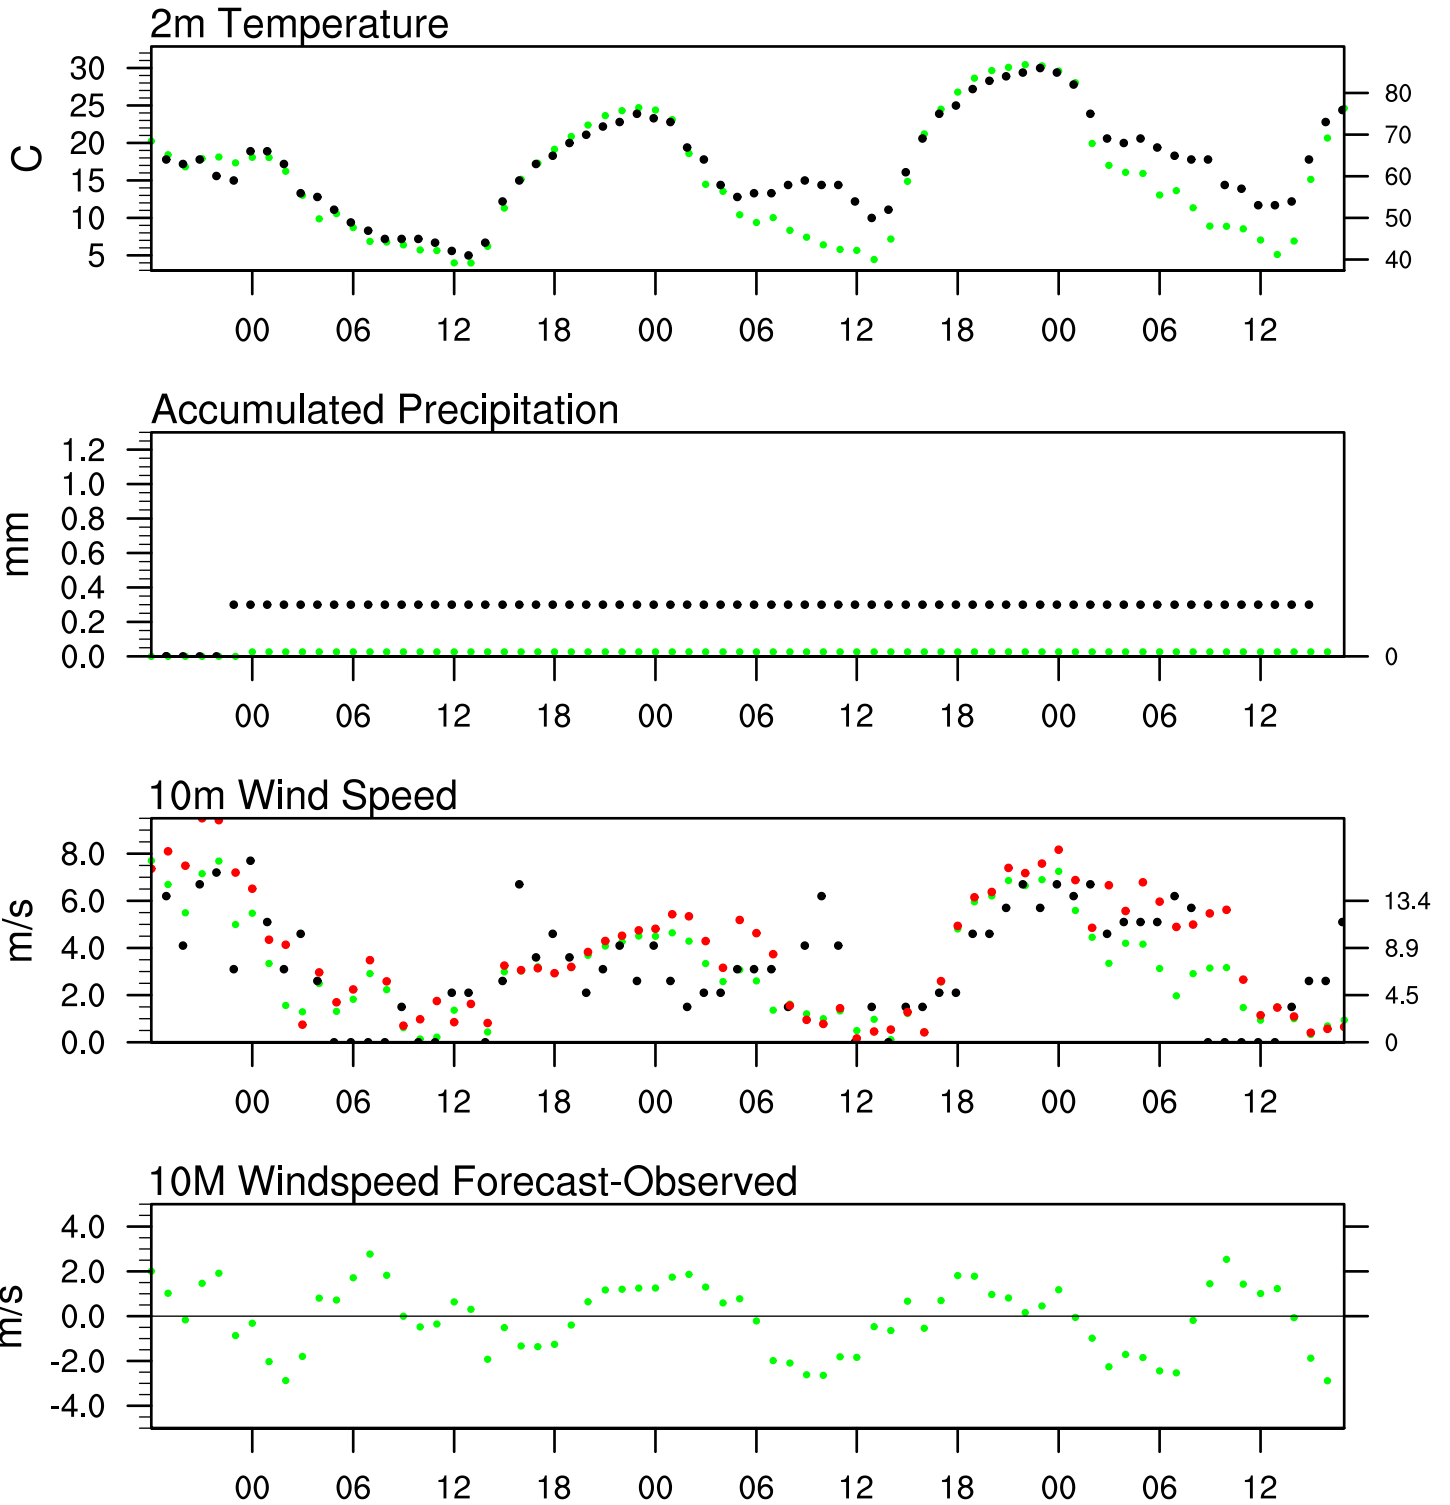 2m Temperature
30
25
20
15
10
5
C
80
70
60
50
40
00 06 12 18 00 06 12 18 00 06 12
Accumulated Precipitation
1.2
1.0
0.8
0.6
0.4
0.2
0.0
mm
0
00 06 12 18 00 06 12 18 00 06 12
10m Wind Speed
8.0
6.0
4.0
2.0
0.0
m/s
13.4
8.9
4.5
0
00 06 12 18 00 06 12 18 00 06 12
10M Windspeed Forecast-Observed
4.0
2.0
0.0
-2.0
-4.0
m/s
00 06 12 18 00 06 12 18 00 06 12